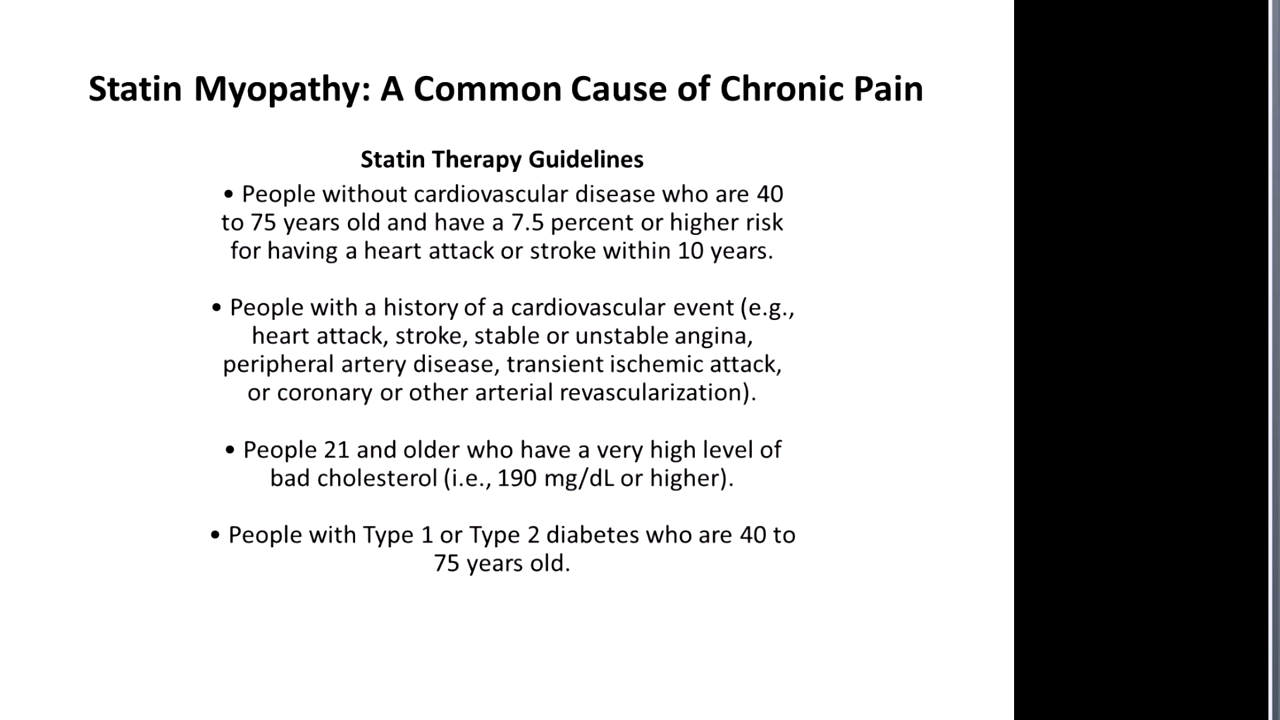 Statin Myopathy: A Common Cause of Chronic Pain
Statin Therapy Guidelines
• People without cardiovascular disease who are 40
to 75 years old and have a 7.5 percent or higher risk
for having a heart attack or stroke within 10 years.
• People with a history of a cardiovascular event (e.g.,
heart attack, stroke, stable or unstable angina,
peripheral artery disease, transient ischemic attack,
or coronary or other arterial revascularization).
• People 21 and older who have a very high level of
bad cholesterol (i.e., 190 mg/dL or higher).
• People with Type 1 or Type 2 diabetes who are 40 to
75 years old.